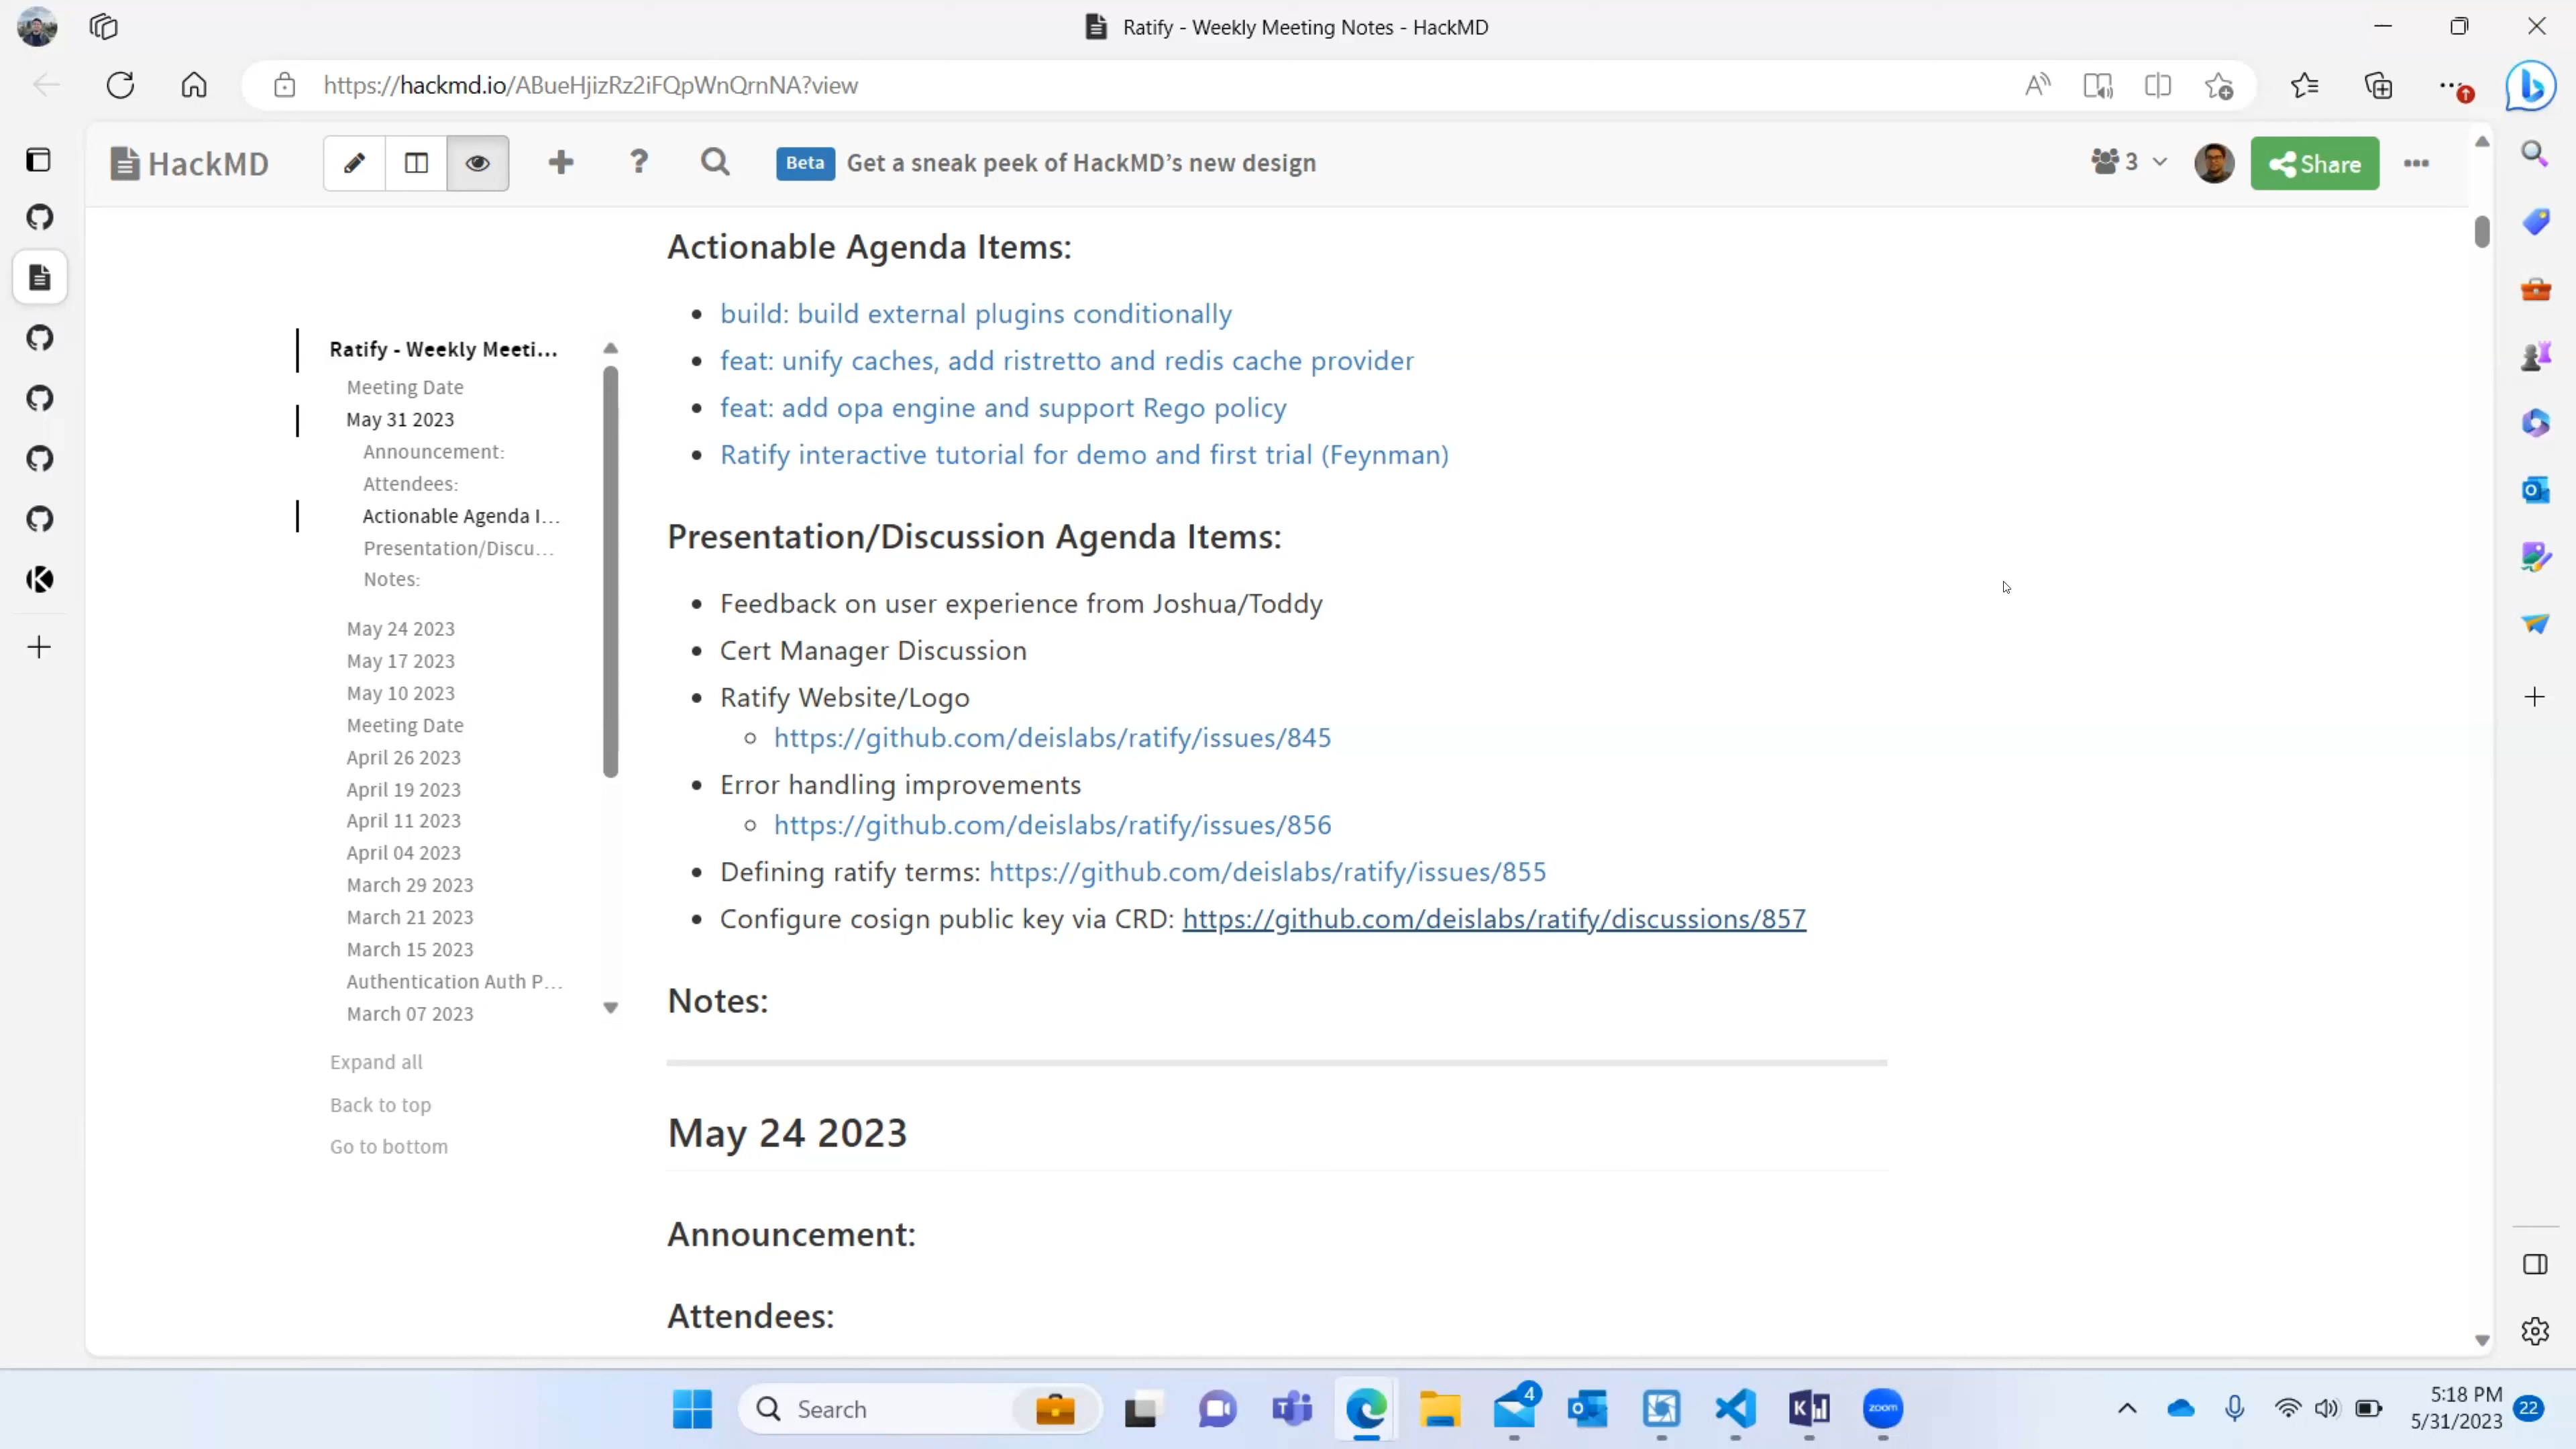 Ratify - Weekly Meeting Notes - HackMD
https://hackmd.io/ABueHjizRz2iFQpWnQrnNA?view
HackMD
Beta Get a sneak peek of HackMD’s new design
3
Share
Ratify - Weekly Meeti...
Meeting Date
May 31 2023
Announcement:
Attendees:
Actionable Agenda I...
Presentation/Discu...
Notes:
May 24 2023
May 17 2023
May 10 2023
Meeting Date
April 26 2023
April 19 2023
April 11 2023
April 04 2023
March 29 2023
March 21 2023
March 15 2023
Authentication Auth P...
March 07 2023
Expand all
Back to top
Go to bottom
Actionable Agenda Items:
build: build external plugins conditionally
feat: unify caches, add ristretto and redis cache provider
feat: add opa engine and support Rego policy
Ratify interactive tutorial for demo and first trial (Feynman)
Presentation/Discussion Agenda Items:
Feedback on user experience from Joshua/Toddy
Cert Manager Discussion
Ratify Website/Logo
https://github.com/deislabs/ratify/issues/845
Error handling improvements
https://github.com/deislabs/ratify/issues/856
Defining ratify terms: https://github.com/deislabs/ratify/issues/855
Configure cosign public key via CRD: https://github.com/deislabs/ratify/discussions/857
Notes:
May 24 2023
Announcement:
Attendees:
Search
4
zoom
5:18 PM
5/31/2023
22